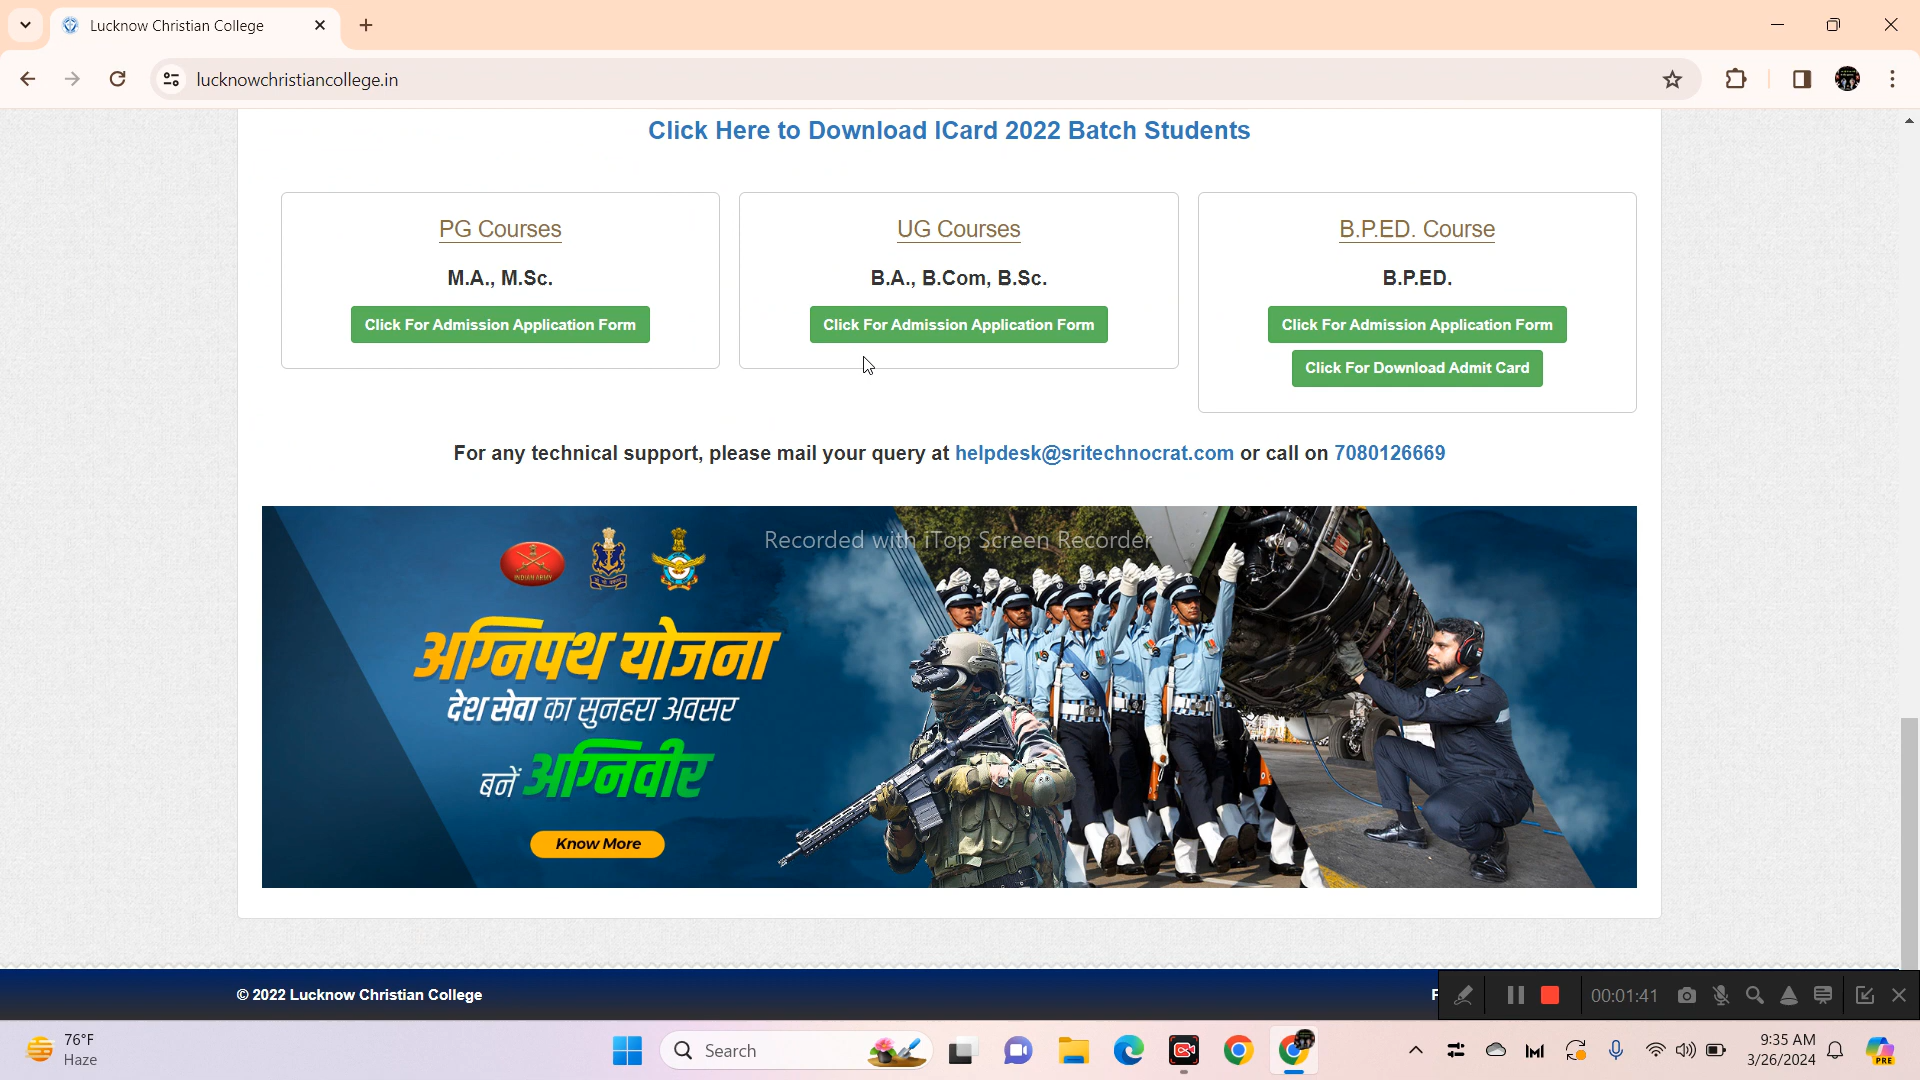 Lucknow Christian College
lucknowchristiancollege.in
Click Here to Download ICard 2022 Batch Students
PG Courses
M.A., M.Sc.
Click For Admission Application Form
UG Courses
B.A., B.Com, B.Sc.
Click For Admission Application Form
B.P.ED. Course
B.P.ED.
Click For Admission Application Form
Click For Download Admit Card
For any technical support, please mail your query at helpdesk@sritechnocrat.com or call on 7080126669
Recorded with iTop Screen Recorder
INDIAN ARMY
अग्निपथ योजना
देश सेवा का सुनहरा अवसर
बनें अग्निवीर
Know More
© 2022 Lucknow Christian College
00:01:41
76°F
Haze
Search
9:35 AM
3/26/2024
PRE